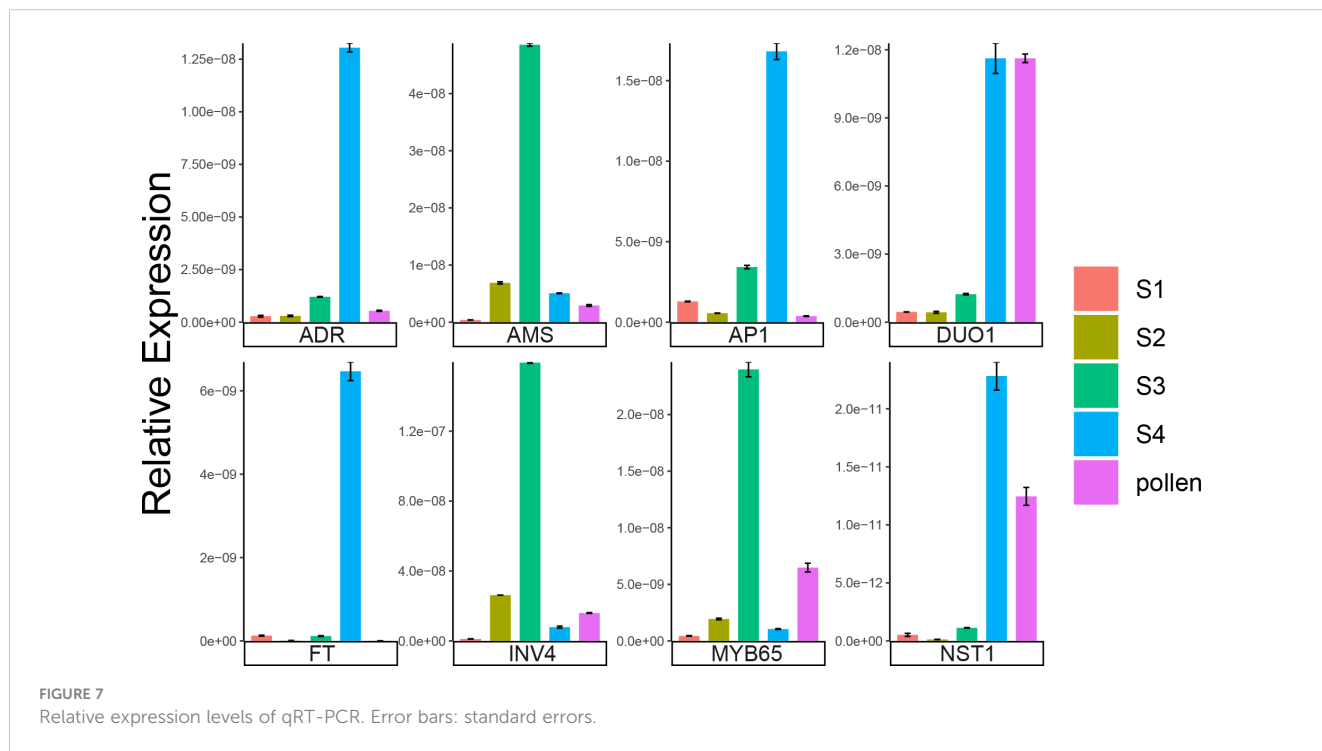 Relative Expression
1.25e−08
1.00e−08
7.50e−09
5.00e−09
2.50e−09
0.00e+00
ADR
4e−08
3e−08
2e−08
1e−08
0e+00
AMS
1.5e−08
1.0e−08
5.0e−09
0.0e+00
AP1
1.2e−08
9.0e−09
6.0e−09
3.0e−09
0.0e+00
DUO1
6e−09
4e−09
2e−09
0e+00
FT
1.2e−07
8.0e−08
4.0e−08
0.0e+00
INV4
2.0e−08
1.5e−08
1.0e−08
5.0e−09
0.0e+00
MYB65
2.0e−11
1.5e−11
1.0e−11
5.0e−12
0.0e+00
NST1
S1
S2
S3
S4
pollen
FIGURE 7
Relative expression levels of qRT-PCR. Error bars: standard errors.